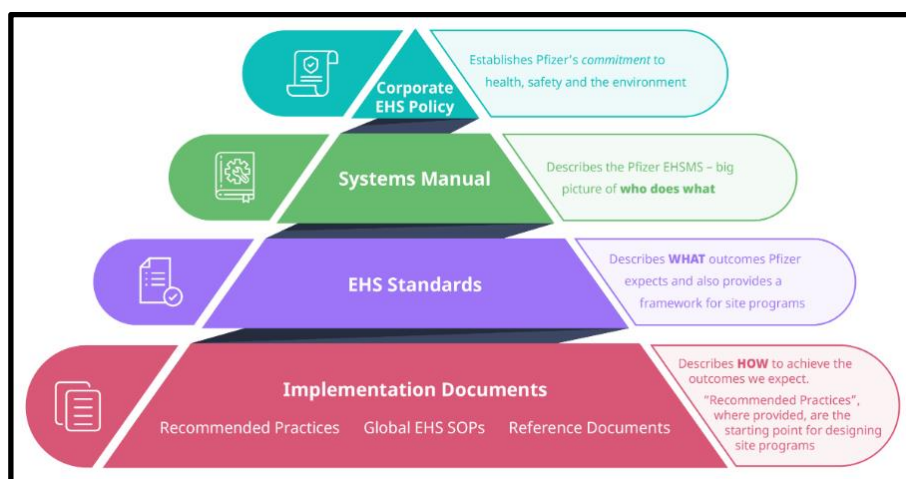 Corporate
EHS Policy
Establishes Pfizer's commitment to
health, safety and the environment
Systems Manual
Describes the Pfizer EHSMS – big
picture of who does what
EHS Standards
Describes WHAT outcomes Pfizer
expects and also provides a
framework for site programs
Implementation Documents
Recommended Practices Global EHS SOPs Reference Documents
Describes HOW to achieve the
outcomes we expect.
"Recommended Practices",
where provided, are the
starting point for designing
site programs